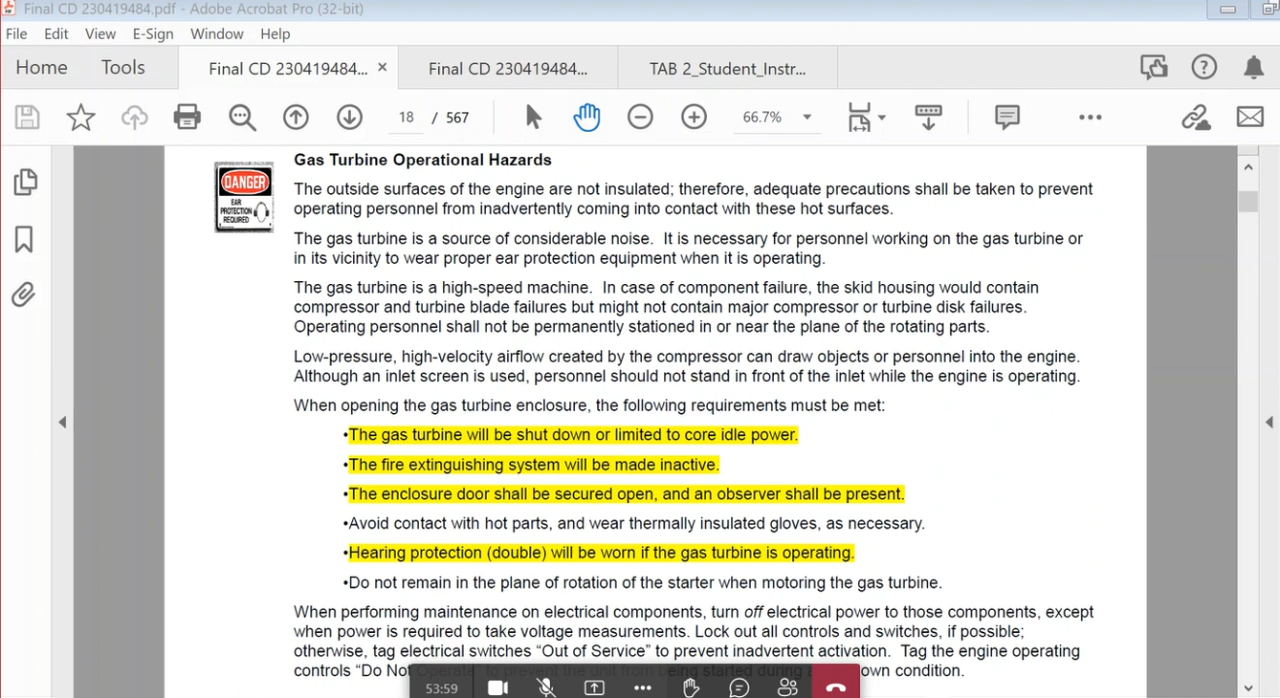 Final CD 230419484.pdf - Adobe Acrobat Pro (32-bit)
File Edit View E-Sign Window Help
Home Tools Final CD 230419484... × Final CD 230419484... TAB 2_Student_Instr...
18 / 567 66.7%
Gas Turbine Operational Hazards
DANGER
EAR
PROTECTION
REQUIRED
The outside surfaces of the engine are not insulated; therefore, adequate precautions shall be taken to prevent
operating personnel from inadvertently coming into contact with these hot surfaces.
The gas turbine is a source of considerable noise. It is necessary for personnel working on the gas turbine or
in its vicinity to wear proper ear protection equipment when it is operating.
The gas turbine is a high-speed machine. In case of component failure, the skid housing would contain
compressor and turbine blade failures but might not contain major compressor or turbine disk failures.
Operating personnel shall not be permanently stationed in or near the plane of the rotating parts.
Low-pressure, high-velocity airflow created by the compressor can draw objects or personnel into the engine.
Although an inlet screen is used, personnel should not stand in front of the inlet while the engine is operating.
When opening the gas turbine enclosure, the following requirements must be met:
•The gas turbine will be shut down or limited to core idle power.
•The fire extinguishing system will be made inactive.
•The enclosure door shall be secured open, and an observer shall be present.
•Avoid contact with hot parts, and wear thermally insulated gloves, as necessary.
•Hearing protection (double) will be worn if the gas turbine is operating.
•Do not remain in the plane of rotation of the starter when motoring the gas turbine.
When performing maintenance on electrical components, turn off electrical power to those components, except
when power is required to take voltage measurements. Lock out all controls and switches, if possible;
otherwise, tag electrical switches “Out of Service” to prevent inadvertent activation. Tag the engine operating
controls “Do Not Operate” to prevent the unit from being started during own condition.
53:59